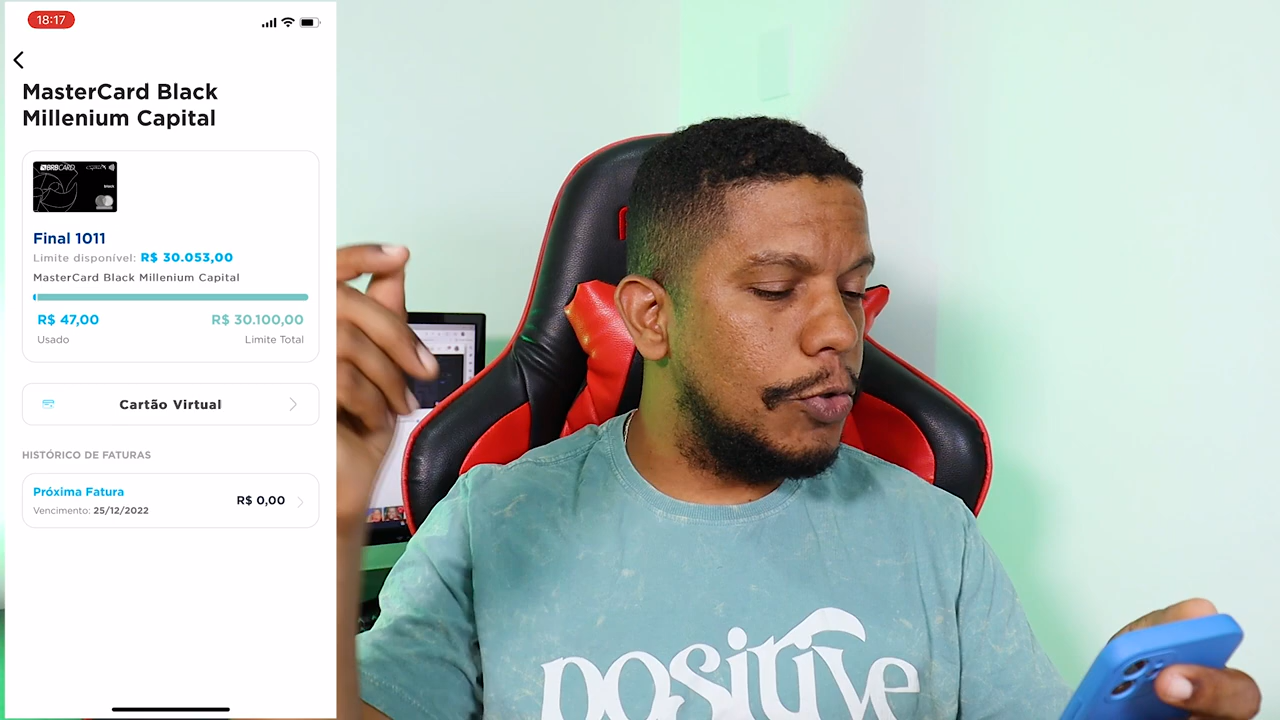 18:17
MasterCard Black
Millenium Capital
BRBCARD
Final 1011
Limite disponível: R$ 30.053,00
MasterCard Black Millenium Capital
R$ 47,00
R$ 30.100,00
Usado
Limite Total
Cartão Virtual
HISTÓRICO DE FATURAS
Próxima Fatura
R$ 0,00
Vencimento: 25/12/2022
positive